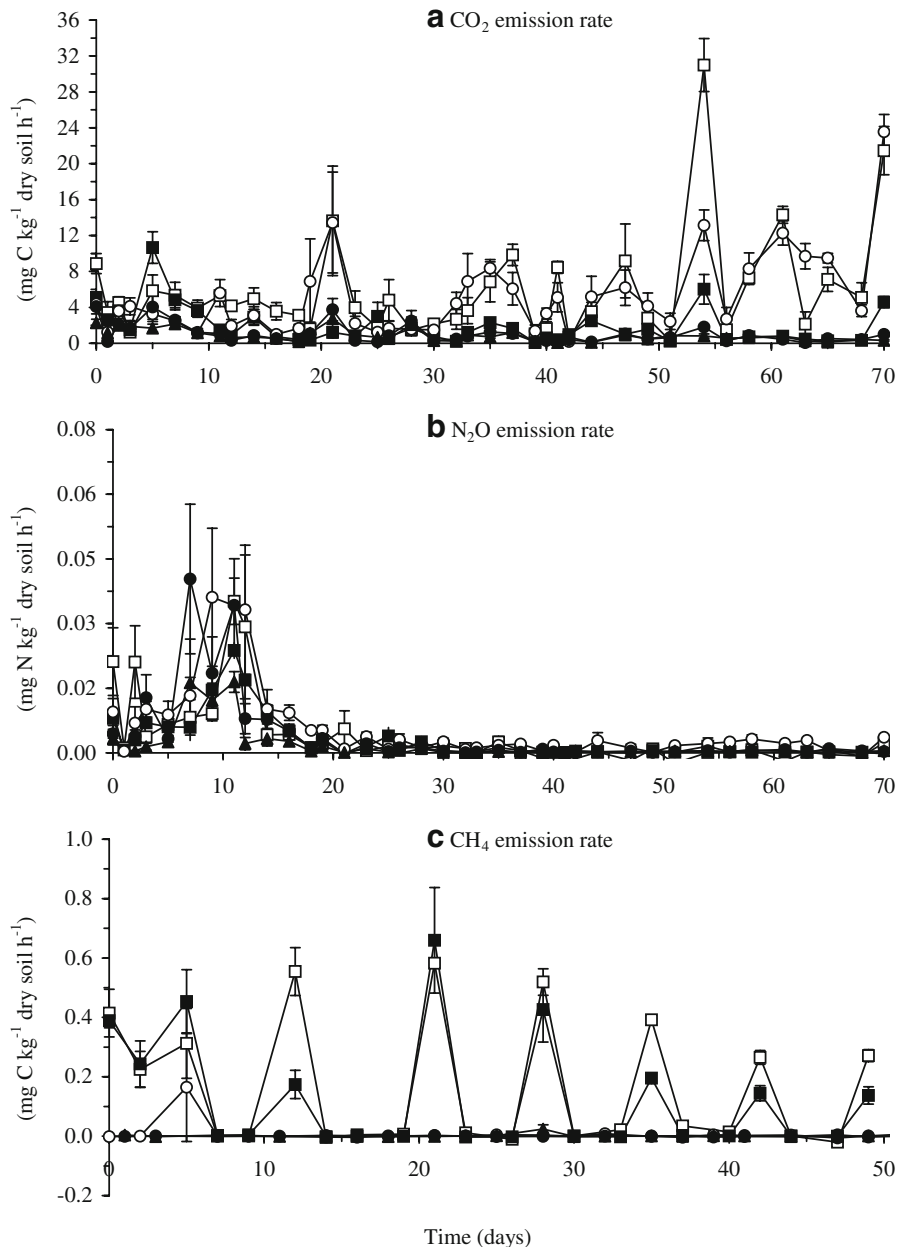 a CO₂ emission rate
(mg C kg⁻¹ dry soil h⁻¹)
36
32
28
24
20
16
12
8
4
0
0 10 20 30 40 50 60 70
b N₂O emission rate
(mg N kg⁻¹ dry soil h⁻¹)
0.08
0.06
0.05
0.03
0.02
0.00
0 10 20 30 40 50 60 70
c CH₄ emission rate
(mg C kg⁻¹ dry soil h⁻¹)
1.0
0.8
0.6
0.4
0.2
0.0
-0.2
0 10 20 30 40 50
Time (days)